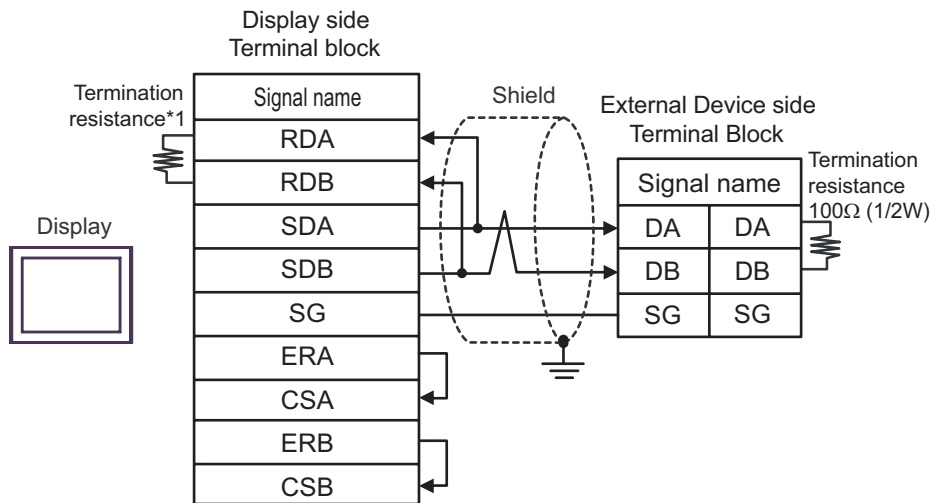 Display side
Terminal block
Termination
resistance*1
Signal name
RDA
RDB
SDA
SDB
SG
ERA
CSA
ERB
CSB
Display
Shield
External Device side
Terminal Block
Signal name
DA DA
DB DB
SG SG
Termination
resistance
100Ω (1/2W)